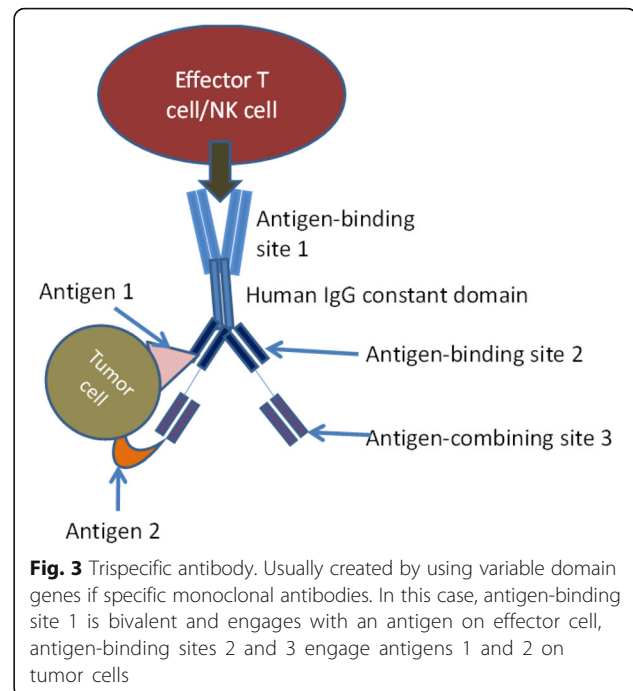 Effector T
cell/NK cell
Antigen-binding
site 1
Antigen 1
Human IgG constant domain
Tumor
cell
Antigen-binding site 2
Antigen-combining site 3
Antigen 2
Fig. 3 Trispecific antibody. Usually created by using variable domain
genes if specific monoclonal antibodies. In this case, antigen-binding
site 1 is bivalent and engages with an antigen on effector cell,
antigen-binding sites 2 and 3 engage antigens 1 and 2 on
tumor cells